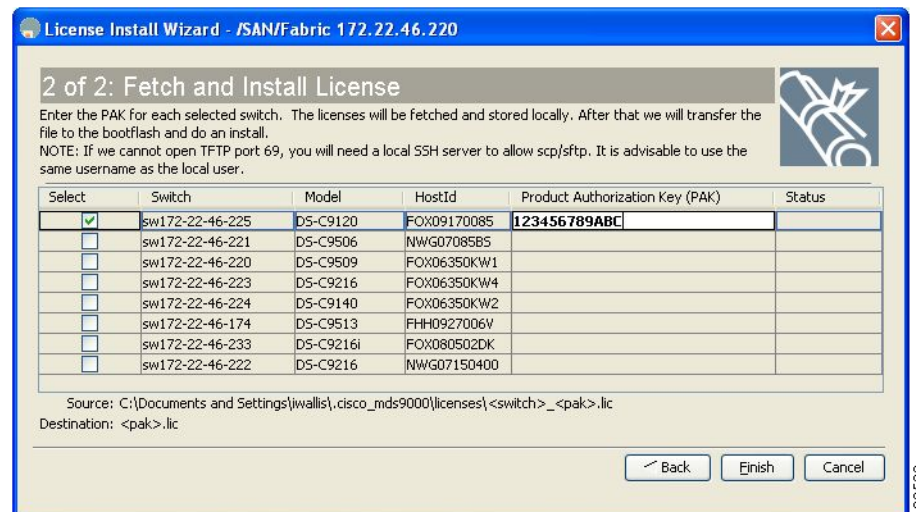 License Install Wizard - /SAN/Fabric 172.22.46.220
2 of 2: Fetch and Install License
Enter the PAK for each selected switch. The licenses will be fetched and stored locally. After that we will transfer the
file to the bootflash and do an install.
NOTE: If we cannot open TFTP port 69, you will need a local SSH server to allow scp/sftp. It is advisable to use the
same username as the local user.
Select Switch Model HostId Product Authorization Key (PAK) Status
sw172-22-46-225 DS-C9120 FOX09170085 123456789ABC
sw172-22-46-221 DS-C9506 NWG07085BS
sw172-22-46-220 DS-C9509 FOX06350KW1
sw172-22-46-223 DS-C9216 FOX06350KW4
sw172-22-46-224 DS-C9140 FOX06350KW2
sw172-22-46-174 DS-C9513 FHH0927006V
sw172-22-46-233 DS-C9216i FOX080502DK
sw172-22-46-222 DS-C9216 NWG07150400
Source: C:\Documents and Settings\iwallis\.cisco_mds9000\licenses\<switch>_<pak>.lic
Destination: <pak>.lic
Back Finish Cancel